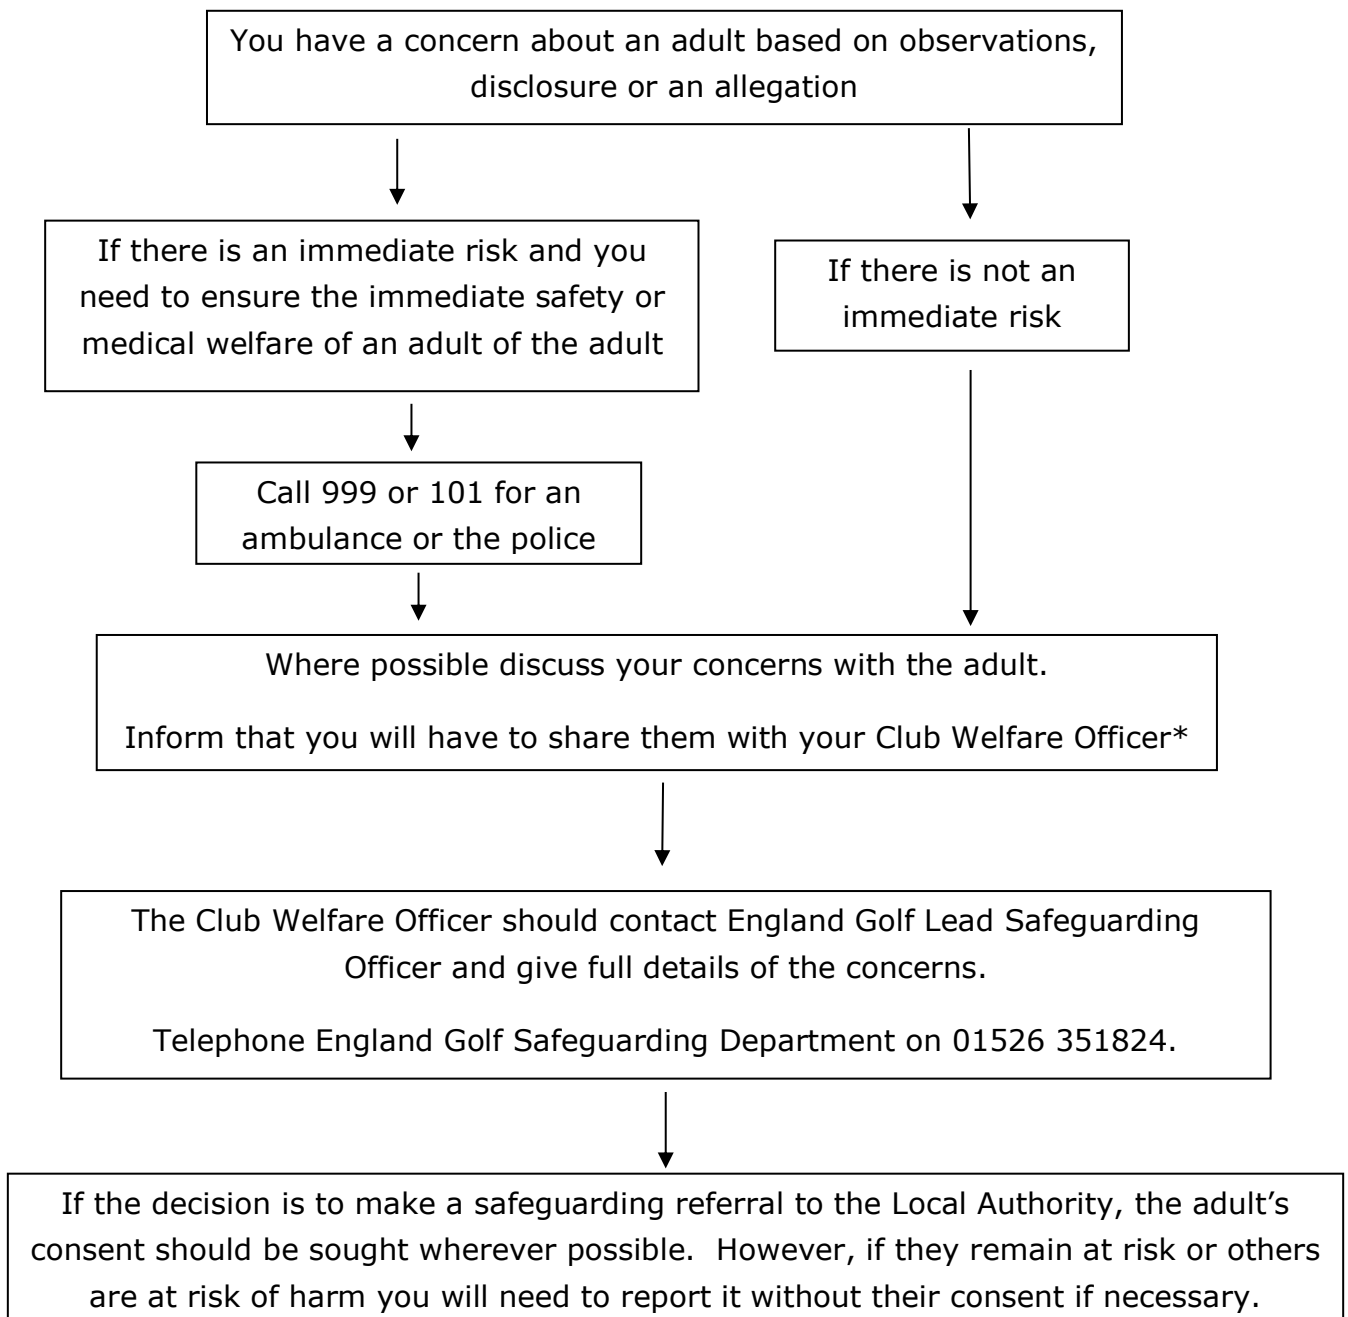 You have a concern about an adult based on observations,
disclosure or an allegation
If there is an immediate risk and you
need to ensure the immediate safety or
medical welfare of an adult of the adult
If there is not an
immediate risk
Call 999 or 101 for an
ambulance or the police
Where possible discuss your concerns with the adult.
Inform that you will have to share them with your Club Welfare Officer*
The Club Welfare Officer should contact England Golf Lead Safeguarding
Officer and give full details of the concerns.
Telephone England Golf Safeguarding Department on 01526 351824.
If the decision is to make a safeguarding referral to the Local Authority, the adult’s
consent should be sought wherever possible.  However, if they remain at risk or others
are at risk of harm you will need to report it without their consent if necessary.